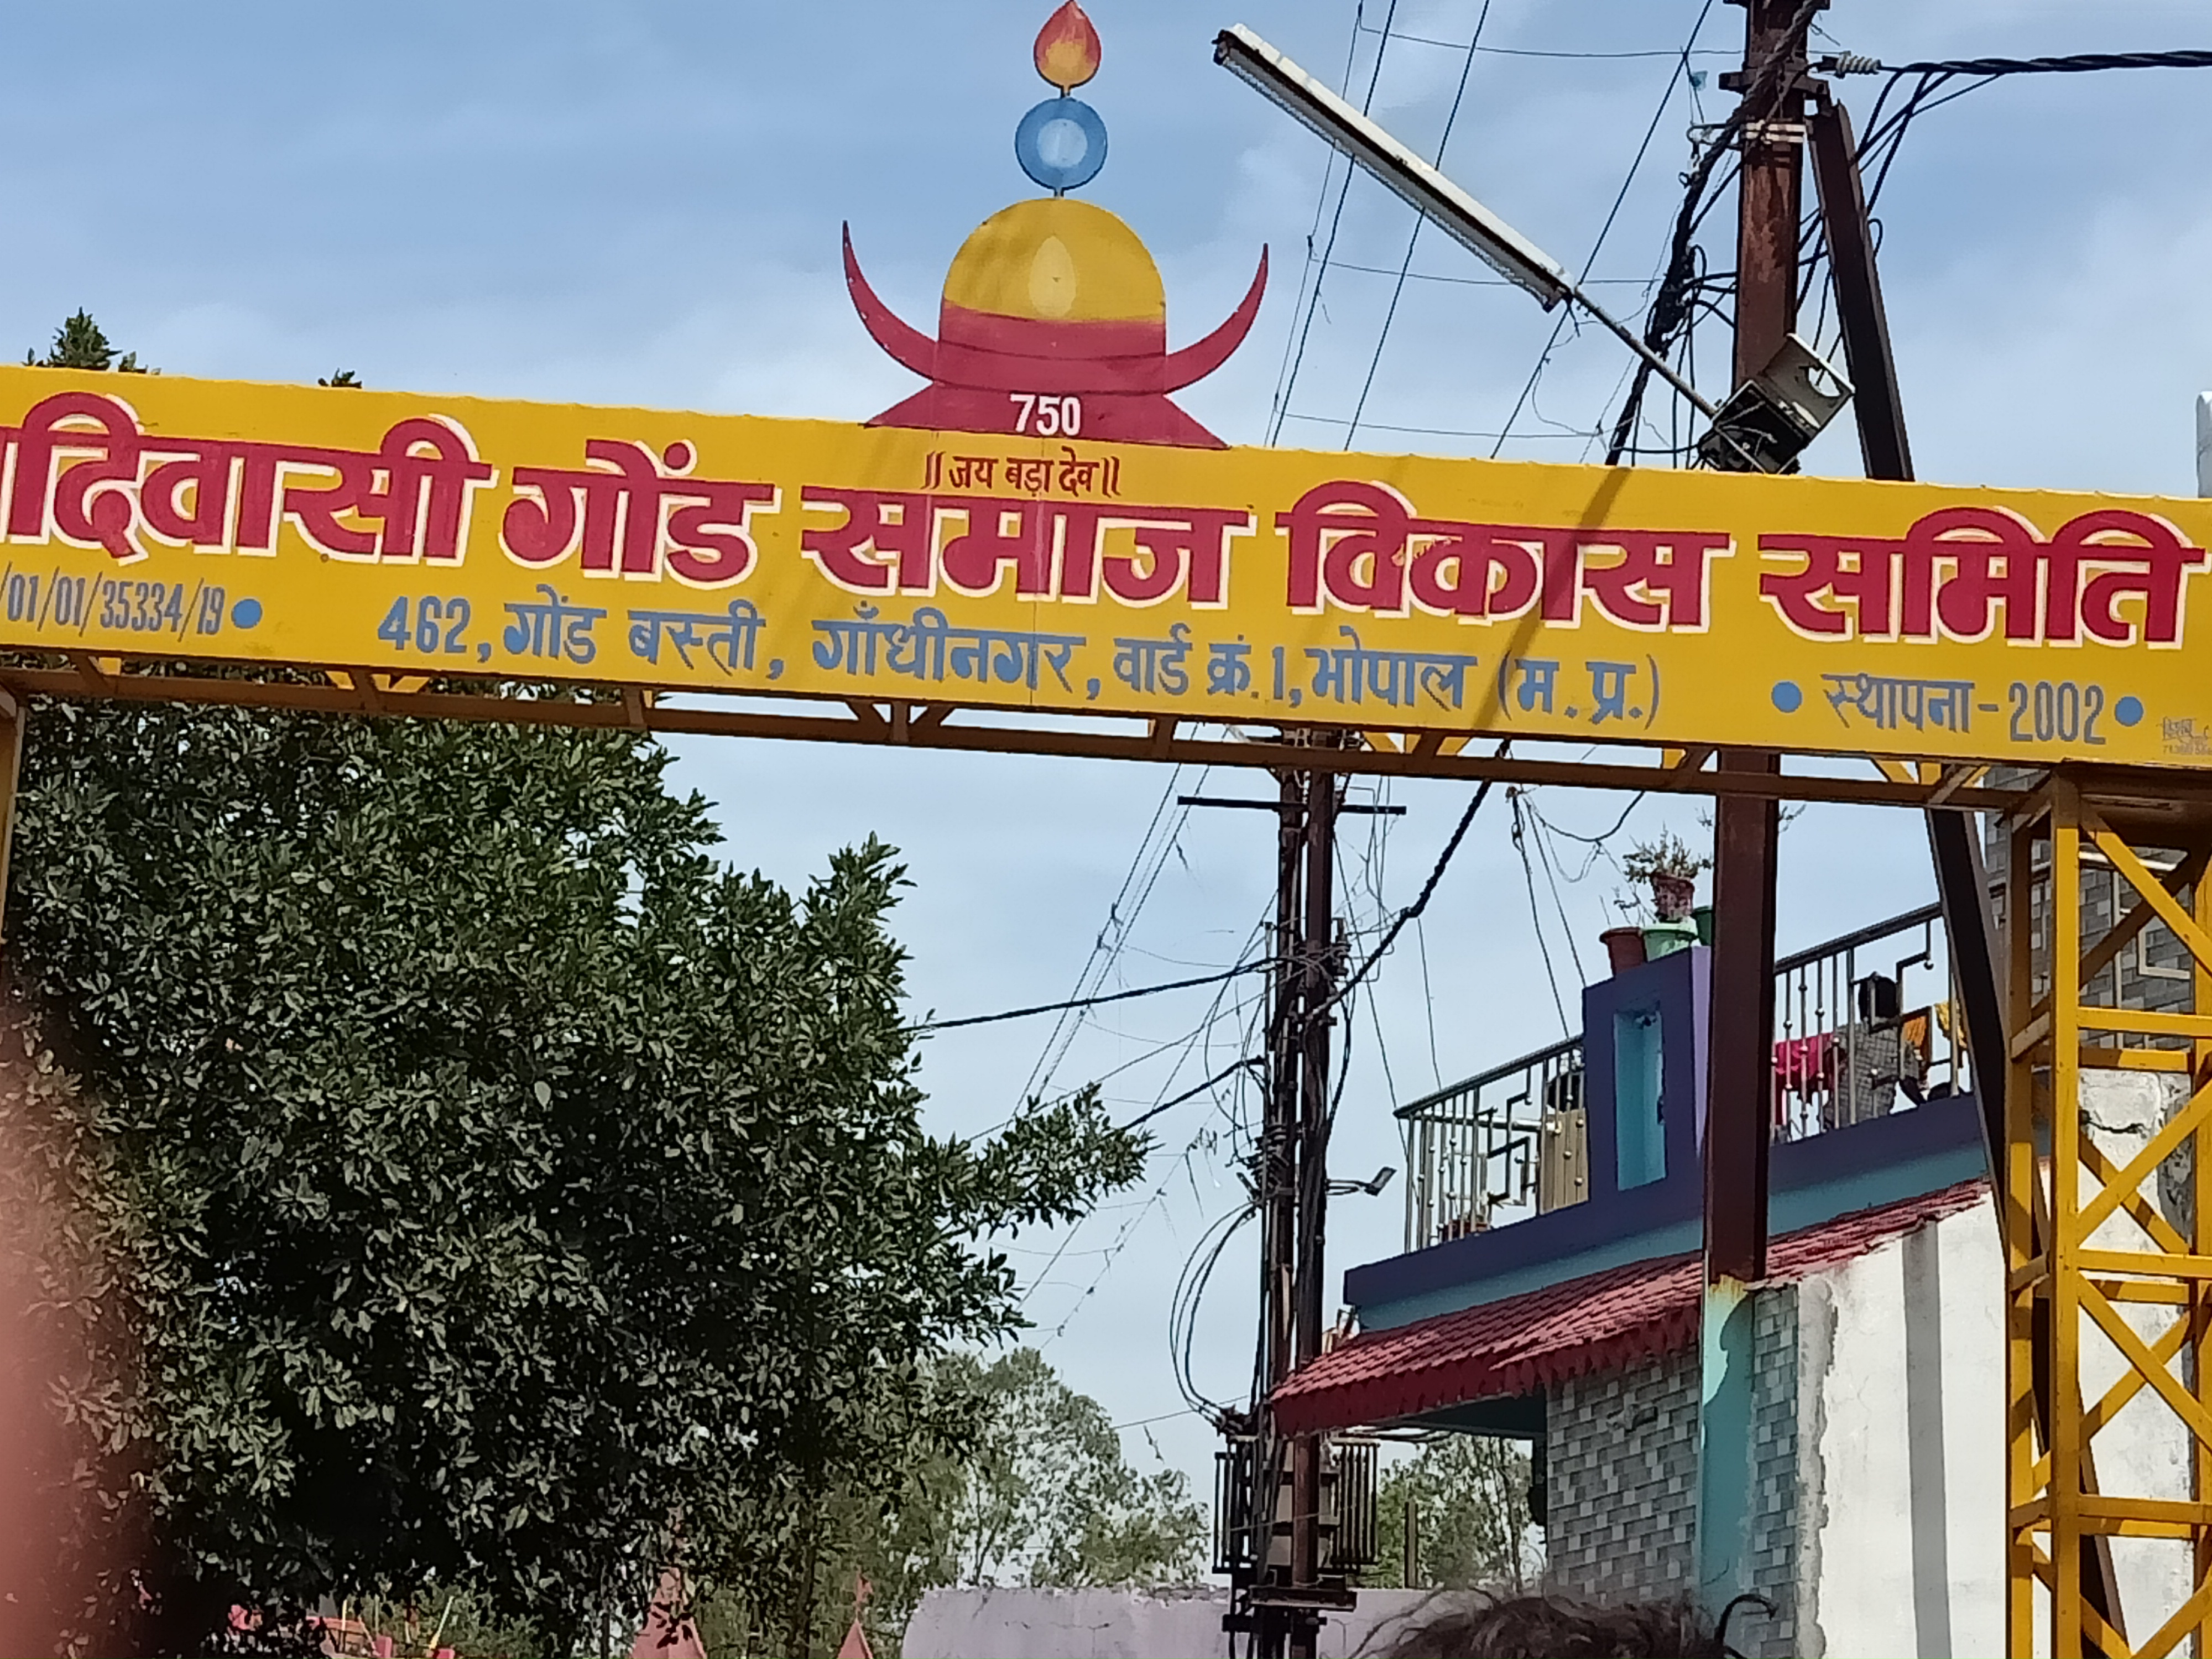 750
॥ जय बड़ा देव॥
ादिवासी गोंड समाज विकास समिति
/01/01/35334/19 • 462, गोंड बस्ती, गाँधीनगर, वार्ड क्रं. 1, भोपाल (म. प्र.) • स्थापना-2002 •